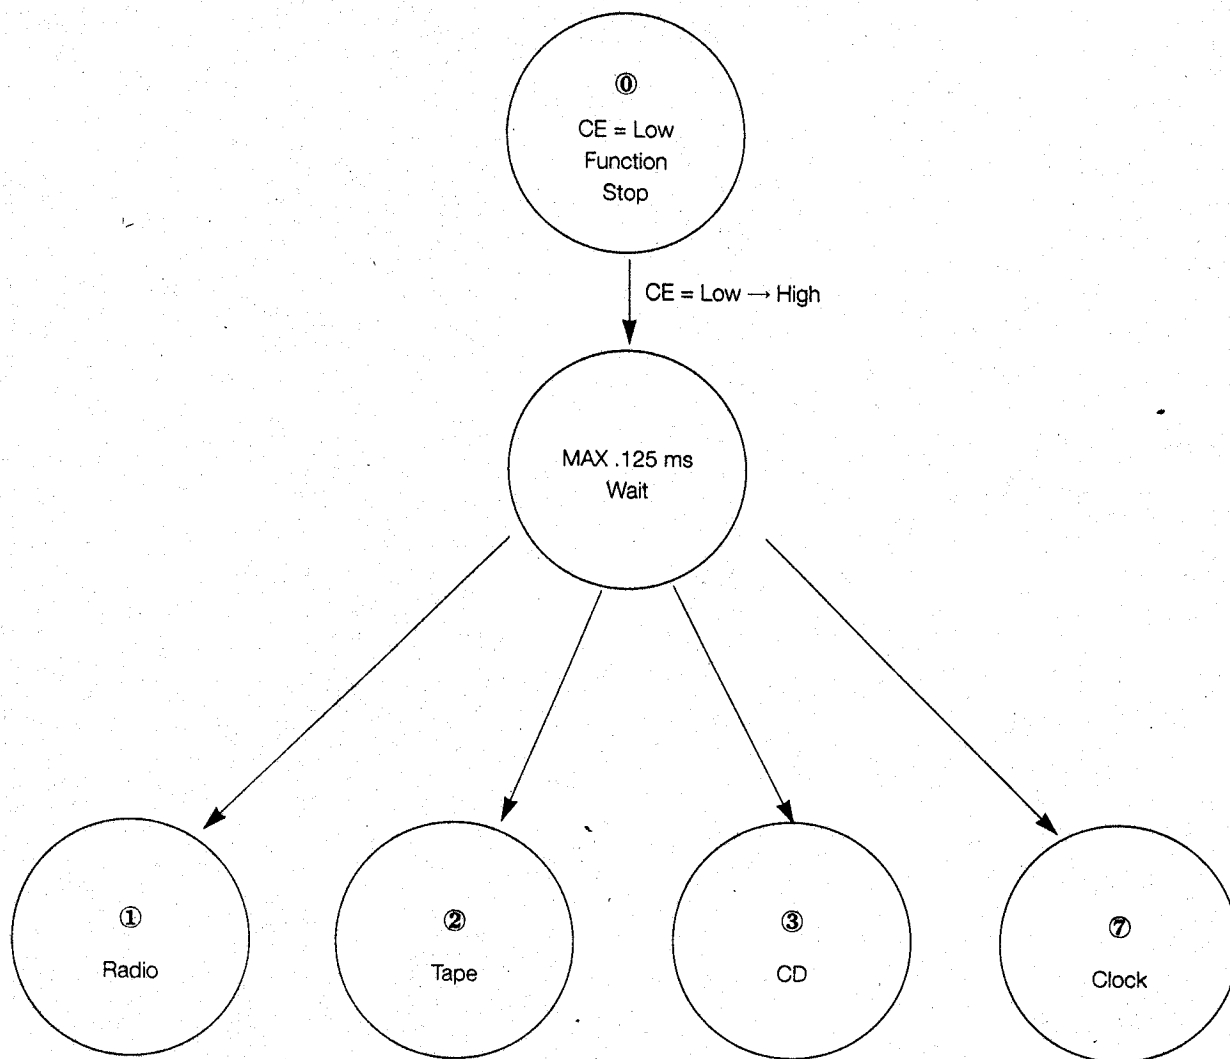 ⓪
CE = Low
Function
Stop
CE = Low → High
MAX .125 ms
Wait
①
Radio
②
Tape
③
CD
⑦
Clock